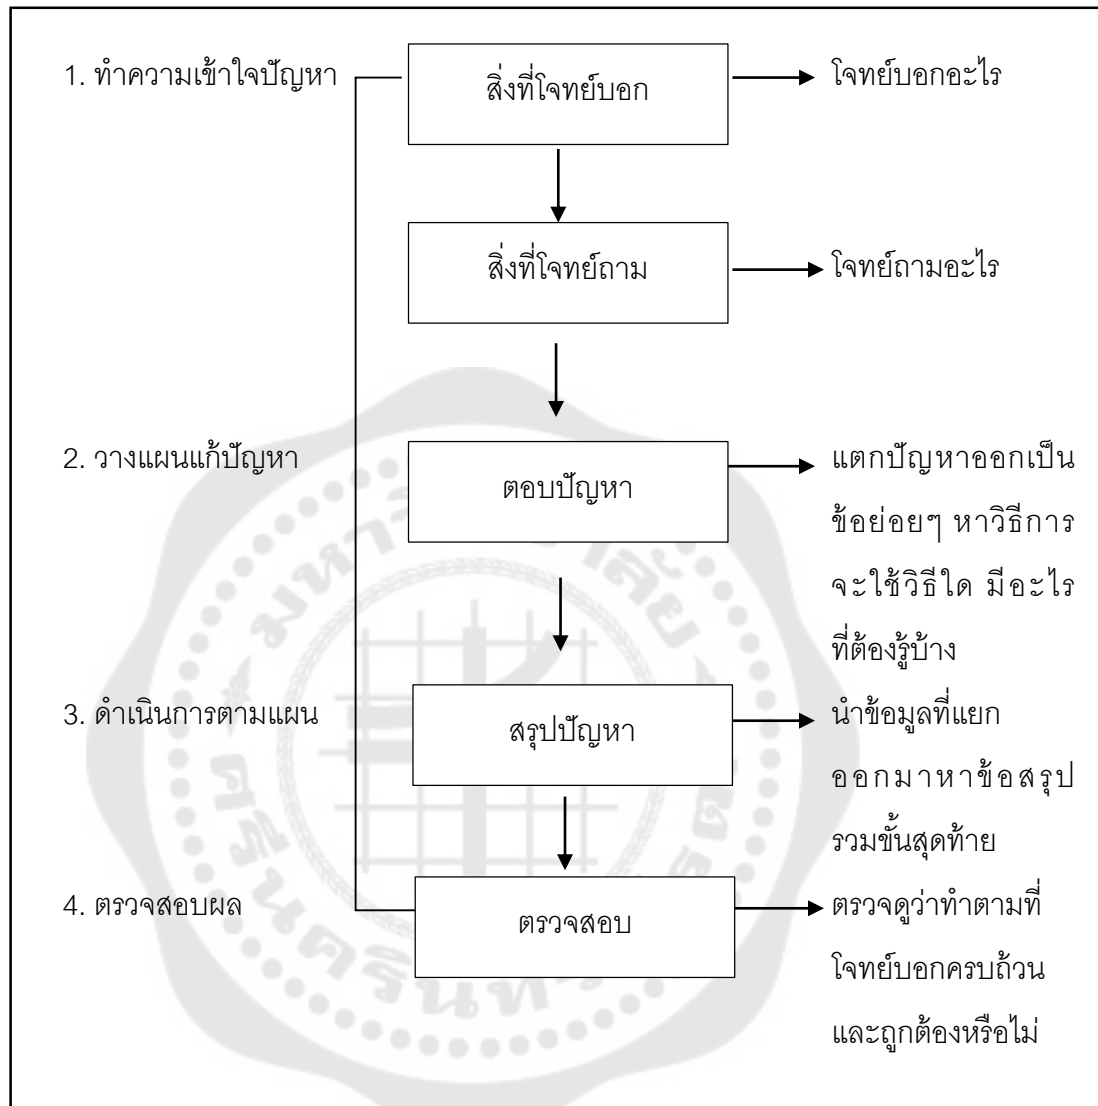 1. ทำความเข้าใจปัญหา
สิ่งที่โจทย์บอก
โจทย์บอกอะไร
สิ่งที่โจทย์ถาม
โจทย์ถามอะไร
2. วางแผนแก้ปัญหา
ตอบปัญหา
แตกปัญหาออกเป็น
ข้อย่อยๆ หาวิธีการ
จะใช้วิธีใด มีอะไร
ที่ต้องรู้บ้าง
3. ดำเนินการตามแผน
สรุปปัญหา
นำข้อมูลที่แยก
ออกมาหาข้อสรุป
รวมขั้นสุดท้าย
4. ตรวจสอบผล
ตรวจสอบ
ตรวจดูว่าทำตามที่
โจทย์บอกครบถ้วน
และถูกต้องหรือไม่